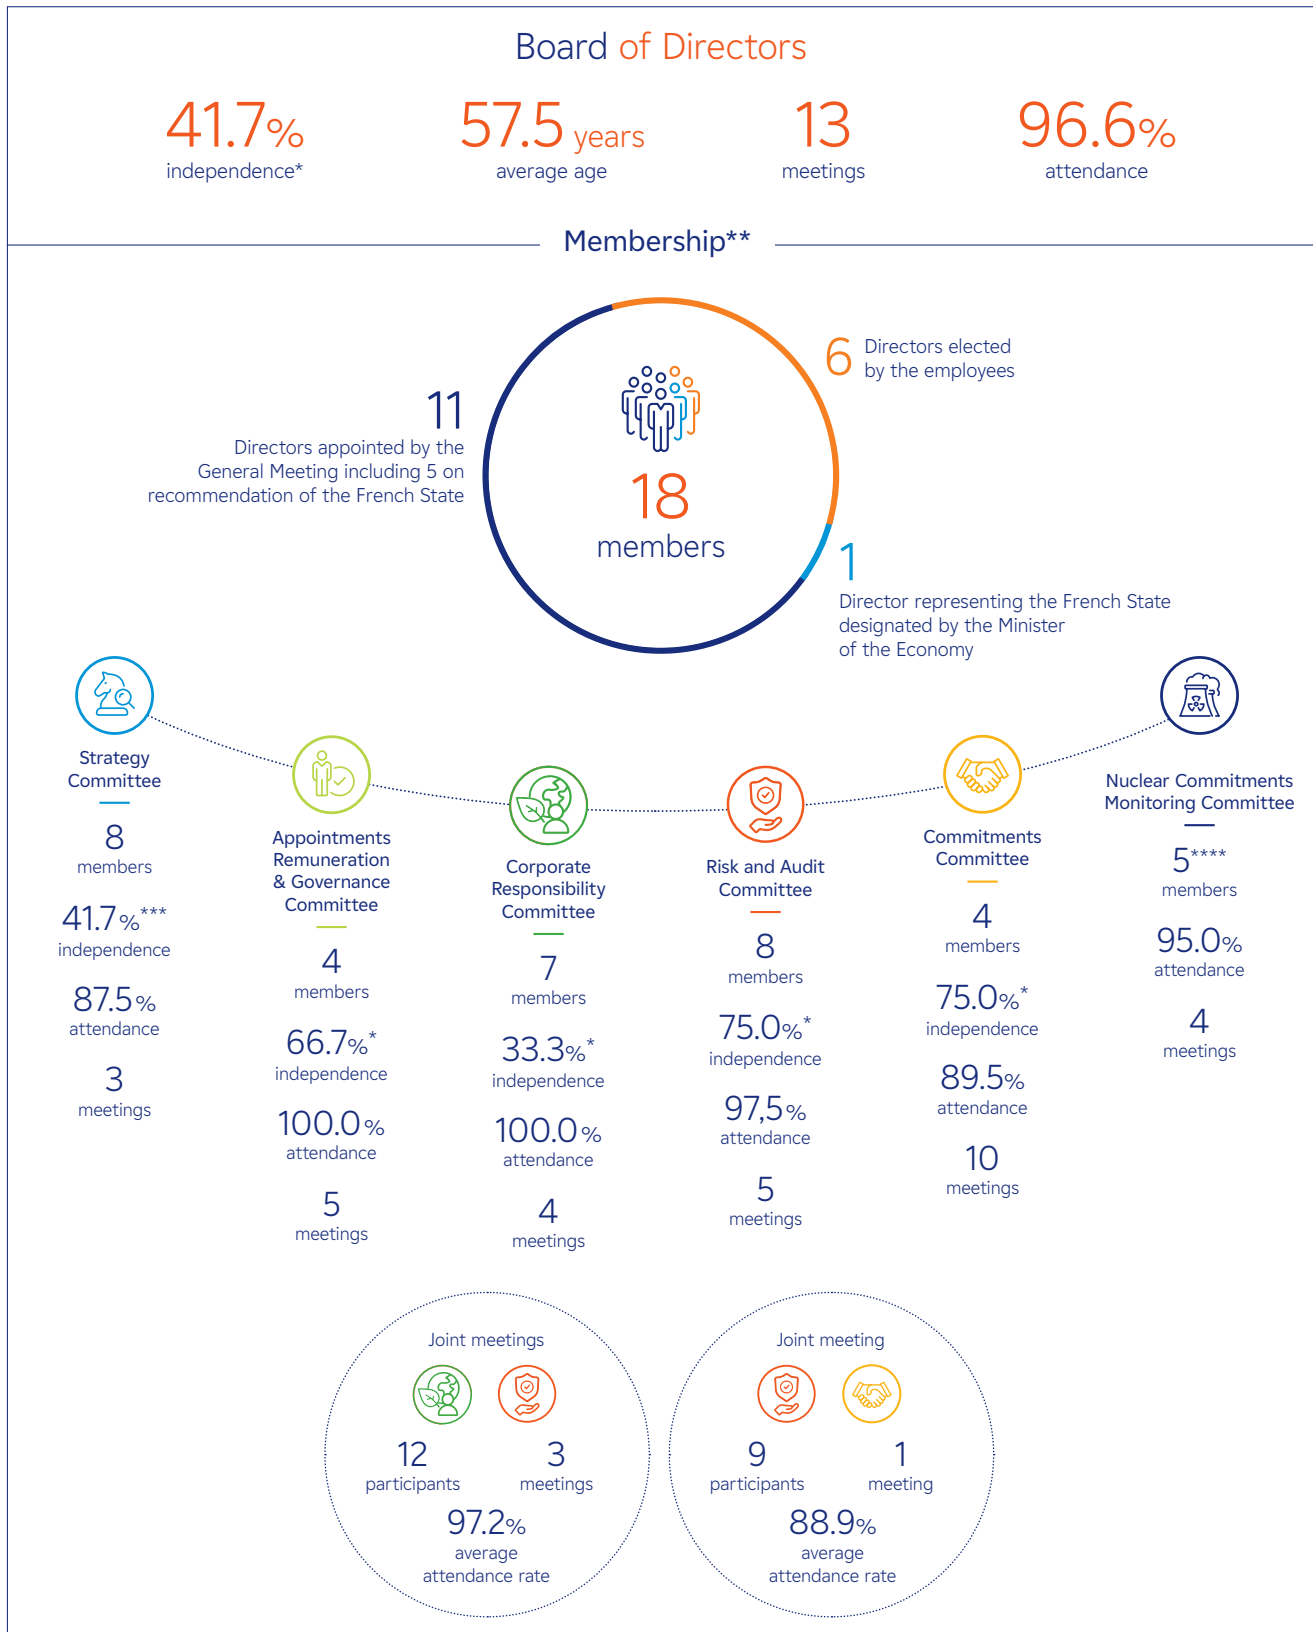 Board of Directors
41.7%
independence*
57.5 years
average age
13
meetings
96.6%
attendance
Membership**
11
Directors appointed by the
General Meeting including 5 on
recommendation of the French State
18
members
6
Directors elected
by the employees
1
Director representing the French State
designated by the Minister
of the Economy
Strategy
Committee
8
members
41.7%***
independence
87.5%
attendance
3
meetings
Appointments
Remuneration
& Governance
Committee
4
members
66.7%*
independence
100.0%
attendance
5
meetings
Corporate
Responsibility
Committee
7
members
33.3%*
independence
100.0%
attendance
4
meetings
Risk and Audit
Committee
8
members
75.0%*
independence
97,5%
attendance
5
meetings
Commitments
Committee
4
members
75.0%*
independence
89.5%
attendance
10
meetings
Nuclear Commitments
Monitoring Committee
5****
members
95.0%
attendance
4
meetings
Joint meetings
12
participants
3
meetings
97.2%
average
attendance rate
Joint meeting
9
participants
1
meeting
88.9%
average
attendance rate